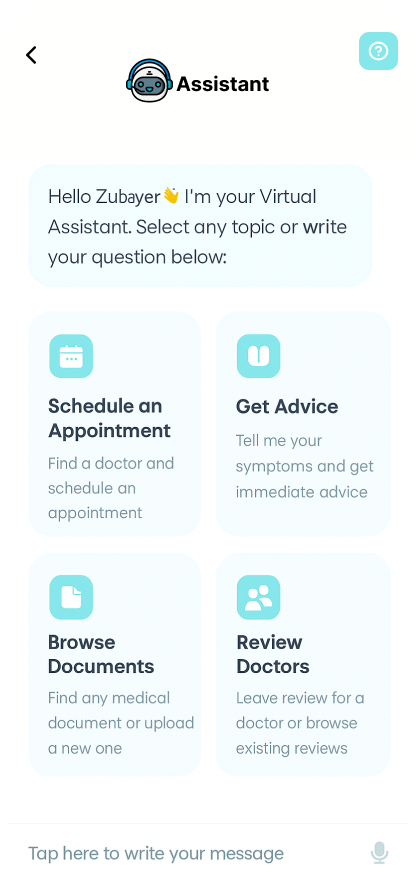 Assistant
Hello Zubayer👋 I'm your Virtual
Assistant. Select any topic or write
your question below:
Schedule an
Appointment
Find a doctor and
schedule an
appointment
Get Advice
Tell me your
symptoms and get
immediate advice
Browse
Documents
Find any medical
document or upload
a new one
Review
Doctors
Leave review for a
doctor or browse
existing reviews
Tap here to write your message